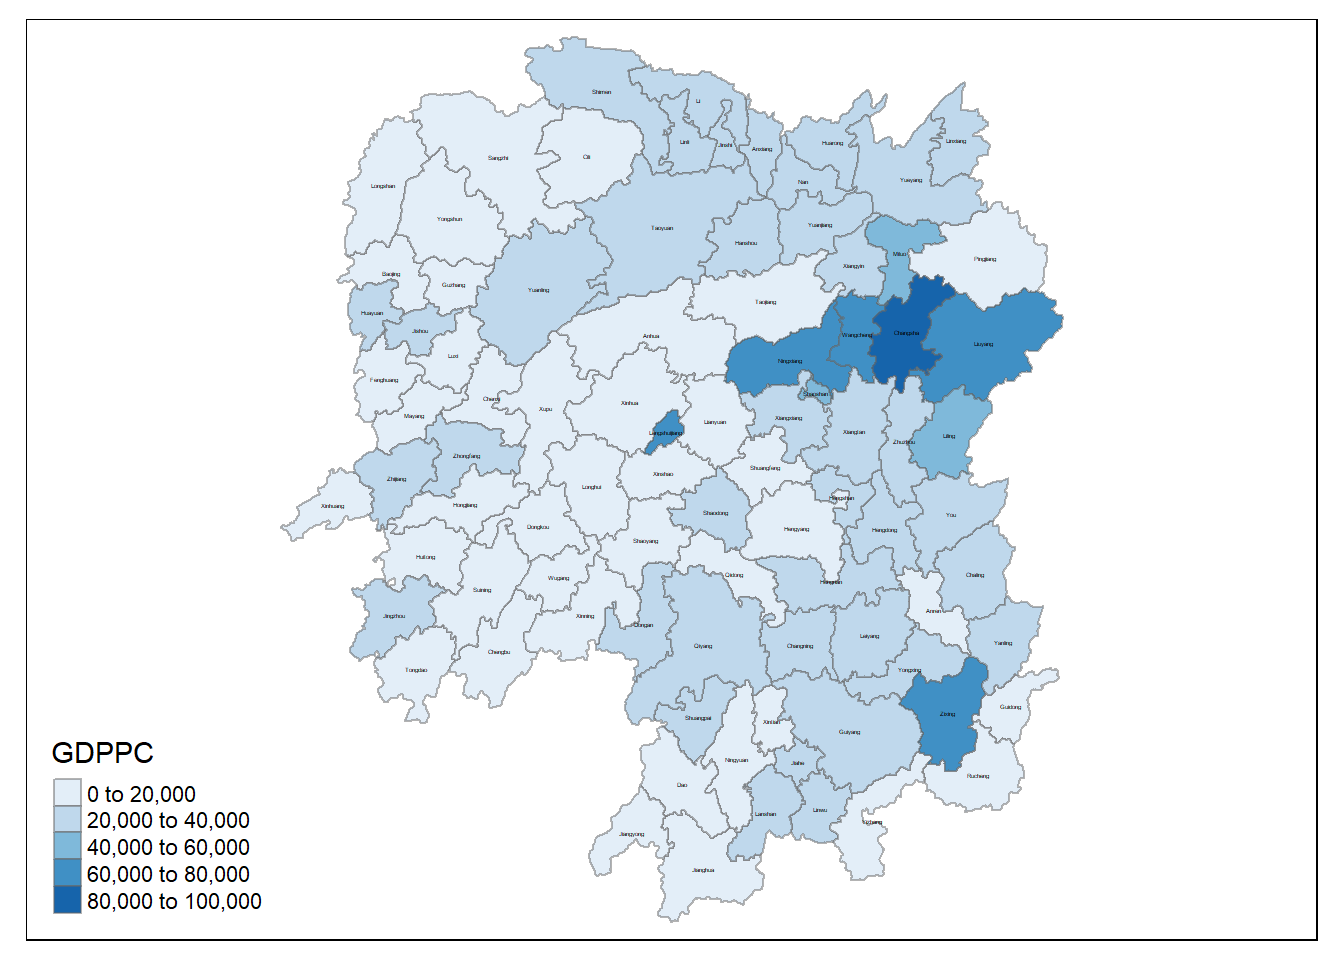 Shimen
Li
Linli
Jinshi
Anxiang
Huarong
Linxiang
Sangzhi
Cili
Longshan
Nan
Yueyang
Yongshun
Taoyuan
Hanshou
Yuanjiang
Miluo
Pingjiang
Xiangyin
Baojing
Guzhang
Yuanling
Taojiang
Huayuan
Jishou
Anhua
Wangcheng
Changsha
Liuyang
Luxi
Ningxiang
Fenghuang
Chenxi
Xupu
Xinhua
Shaoshan
Mayang
Lengshuijiang
Lianyuan
Xiangxiang
Xiangtan
Zhuzhou
Liling
Zhongfang
Zhijiang
Xinshao
Shuangfeng
Longhui
Hengshan
Xinhuang
Hongjiang
Shaodong
You
Dongkou
Hengyang
Hengdong
Shaoyang
Huitong
Wugang
Qidong
Hengnan
Chaling
Suining
Anren
Jingzhou
Xinning
Dongan
Leiyang
Qiyang
Changning
Yanling
Chengbu
Tongdao
Yongxing
Guidong
Shuangpai
Xintian
Zixing
Guiyang
Ningyuan
Jiahe
Rucheng
Dao
Linwu
Lanshan
Yizhang
Jiangyong
Jianghua
GDPPC
0 to 20,000
20,000 to 40,000
40,000 to 60,000
60,000 to 80,000
80,000 to 100,000